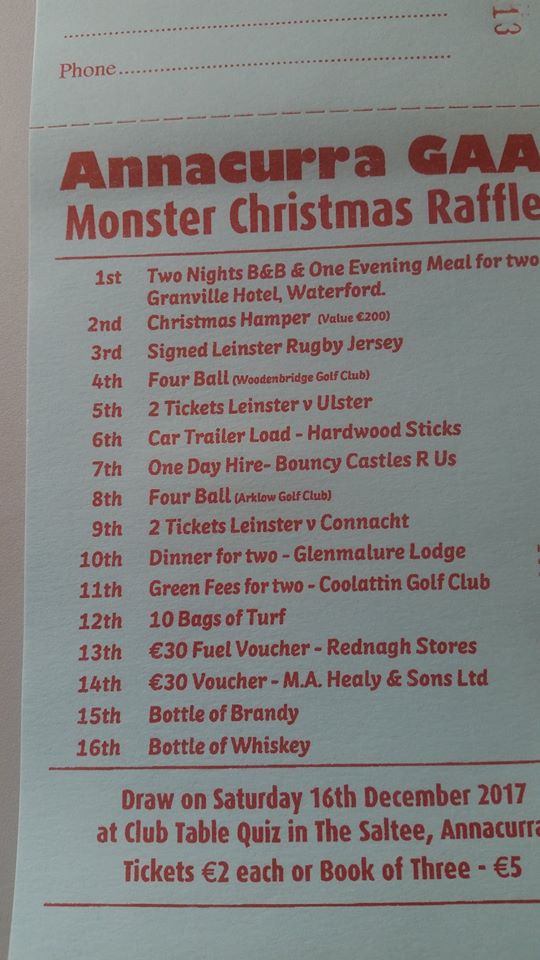 13
Phone
Annacurra GAA
Monster Christmas Raffle
1st Two Nights B&B & One Evening Meal for two
Granville Hotel, Waterford.
2nd Christmas Hamper (Value €200)
3rd Signed Leinster Rugby Jersey
4th Four Ball (Woodenbridge Golf Club)
5th 2 Tickets Leinster v Ulster
6th Car Trailer Load - Hardwood Sticks
7th One Day Hire- Bouncy Castles R Us
8th Four Ball (Arklow Golf Club)
9th 2 Tickets Leinster v Connacht
10th Dinner for two - Glenmalure Lodge
11th Green Fees for two - Coolattin Golf Club
12th 10 Bags of Turf
13th €30 Fuel Voucher - Rednagh Stores
14th €30 Voucher - M.A. Healy & Sons Ltd
15th Bottle of Brandy
16th Bottle of Whiskey
Draw on Saturday 16th December 2017
at Club Table Quiz in The Saltee, Annacurra
Tickets €2 each or Book of Three - €5